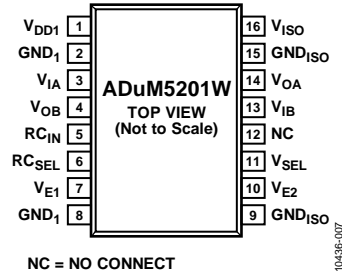 VDD1 1 16 VISO
GND1 2 15 GNDISO
VIA 3 14 VOA
VOB 4 13 VIB
RCIN 5 12 NC
RCSEL 6 11 VSEL
VE1 7 10 VE2
GND1 8 9 GNDISO
ADuM5201W
TOP VIEW
(Not to Scale)
NC = NO CONNECT
10436-007